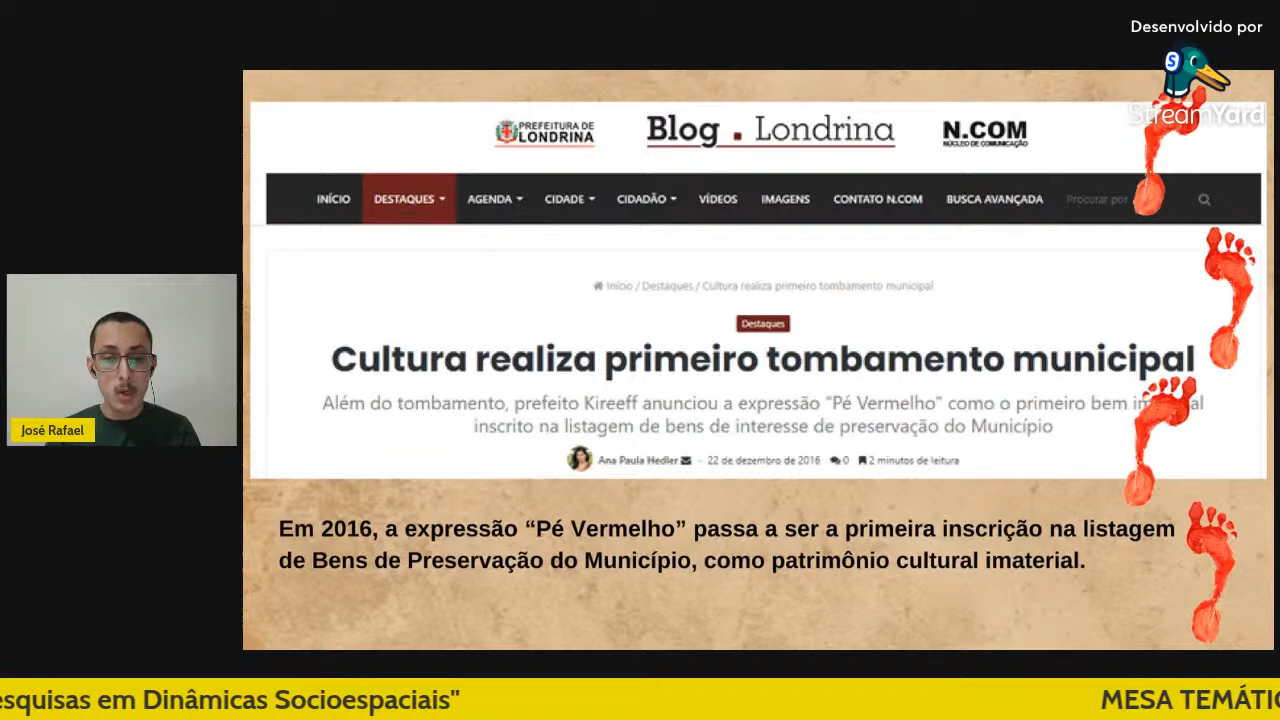 Desenvolvido por
S
StreamYard
PREFEITURA DE
LONDRINA
Blog . Londrina
N.COM
NÚCLEO DE COMUNICAÇÃO
INÍCIO DESTAQUES AGENDA CIDADE CIDADÃO VÍDEOS IMAGENS CONTATO N.COM BUSCA AVANÇADA Procurar por
Início / Destaques / Cultura realiza primeiro tombamento municipal
Destaques
Cultura realiza primeiro tombamento municipal
Além do tombamento, prefeito Kireeff anunciou a expressão “Pé Vermelho” como o primeiro bem
inscrito na listagem de bens de interesse de preservação do Município
Ana Paula Hedler - 22 de dezembro de 2016 0 2 minutos de leitura
José Rafael
Em 2016, a expressão “Pé Vermelho” passa a ser a primeira inscrição na listagem
de Bens de Preservação do Município, como patrimônio cultural imaterial.
esquisas em Dinâmicas Socioespaciais" MESA TEMÁTIC